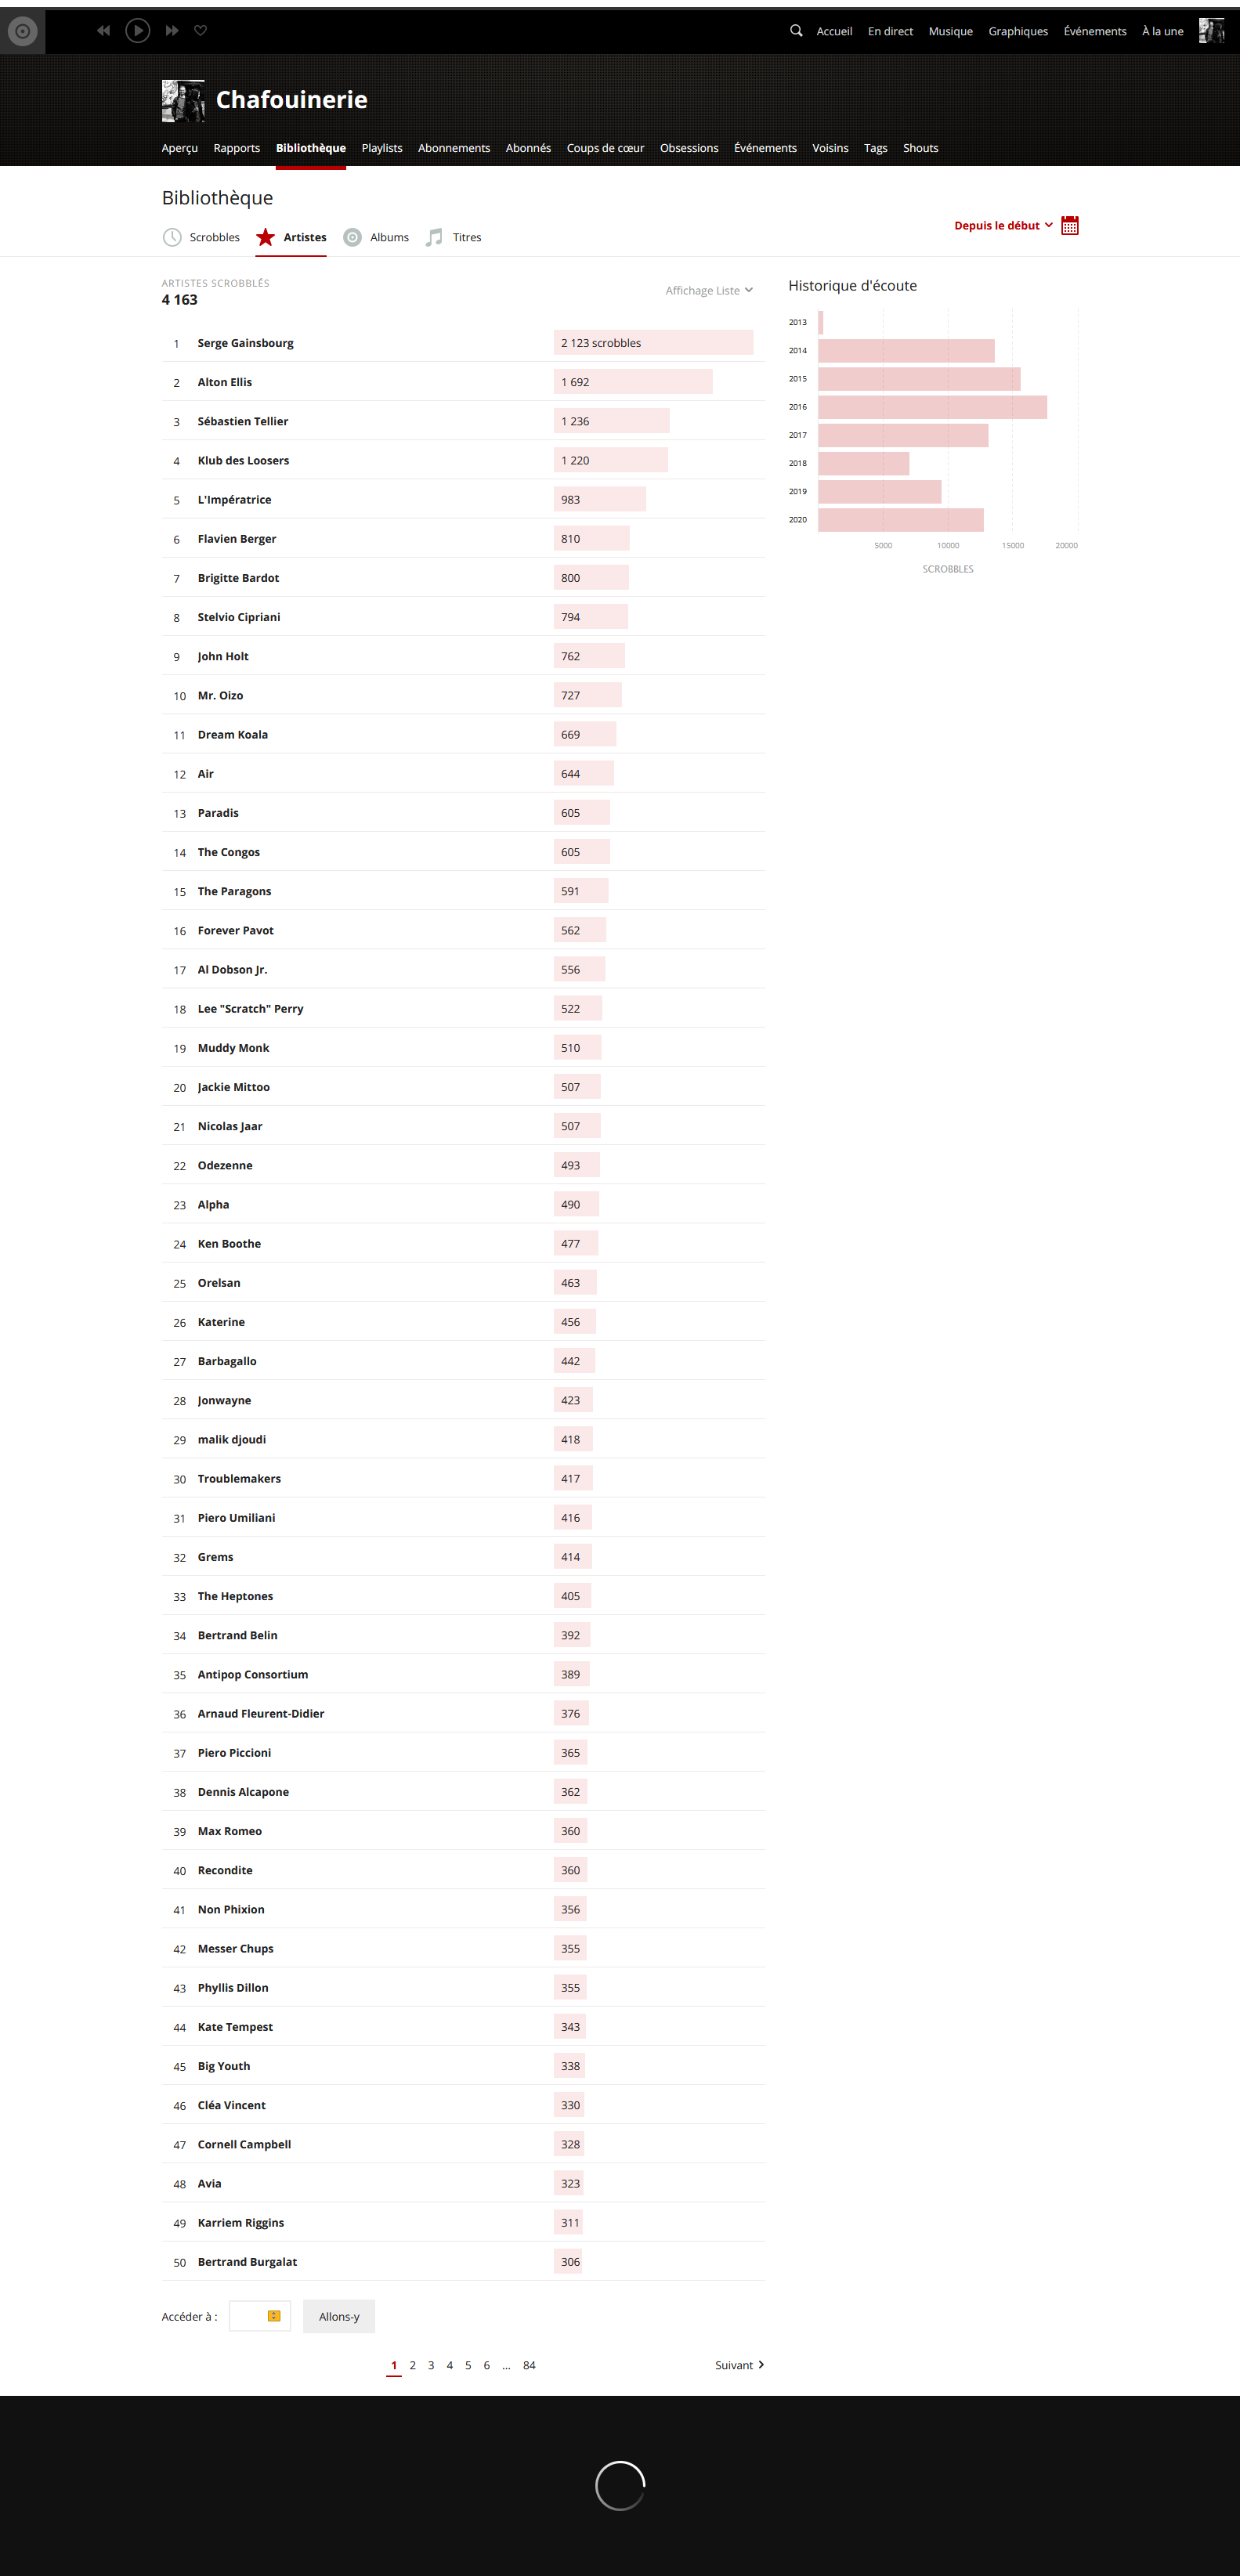 Accueil En direct Musique Graphiques Événements À la une
Chafouinerie
Aperçu Rapports Bibliothèque Playlists Abonnements Abonnés Coups de cœur Obsessions Événements Voisins Tags Shouts
Bibliothèque
Scrobbles Artistes Albums Titres
Depuis le début
ARTISTES SCROBBLÉS
4 163
Affichage Liste
1 Serge Gainsbourg 2 123 scrobbles
2 Alton Ellis 1 692
3 Sébastien Tellier 1 236
4 Klub des Loosers 1 220
5 L'Impératrice 983
6 Flavien Berger 810
7 Brigitte Bardot 800
8 Stelvio Cipriani 794
9 John Holt 762
10 Mr. Oizo 727
11 Dream Koala 669
12 Air 644
13 Paradis 605
14 The Congos 605
15 The Paragons 591
16 Forever Pavot 562
17 Al Dobson Jr. 556
18 Lee "Scratch" Perry 522
19 Muddy Monk 510
20 Jackie Mittoo 507
21 Nicolas Jaar 507
22 Odezenne 493
23 Alpha 490
24 Ken Boothe 477
25 Orelsan 463
26 Katerine 456
27 Barbagallo 442
28 Jonwayne 423
29 malik djoudi 418
30 Troublemakers 417
31 Piero Umiliani 416
32 Grems 414
33 The Heptones 405
34 Bertrand Belin 392
35 Antipop Consortium 389
36 Arnaud Fleurent-Didier 376
37 Piero Piccioni 365
38 Dennis Alcapone 362
39 Max Romeo 360
40 Recondite 360
41 Non Phixion 356
42 Messer Chups 355
43 Phyllis Dillon 355
44 Kate Tempest 343
45 Big Youth 338
46 Cléa Vincent 330
47 Cornell Campbell 328
48 Avia 323
49 Karriem Riggins 311
50 Bertrand Burgalat 306
Accéder à : Allons-y
1 2 3 4 5 6 ... 84 Suivant
Historique d'écoute
2013
2014
2015
2016
2017
2018
2019
2020
5000 10000 15000 20000
SCROBBLES